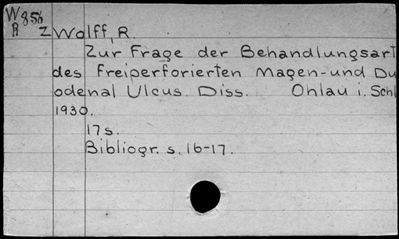 W 856
R Z Wolff, R.
Zur Frage der Behandlungsart
des freiperforierten Magen-und Du
odenal Ulcus. Diss. Ohlau i. Schl
1930.
17 s.
Bibliogr. s. 16-17.